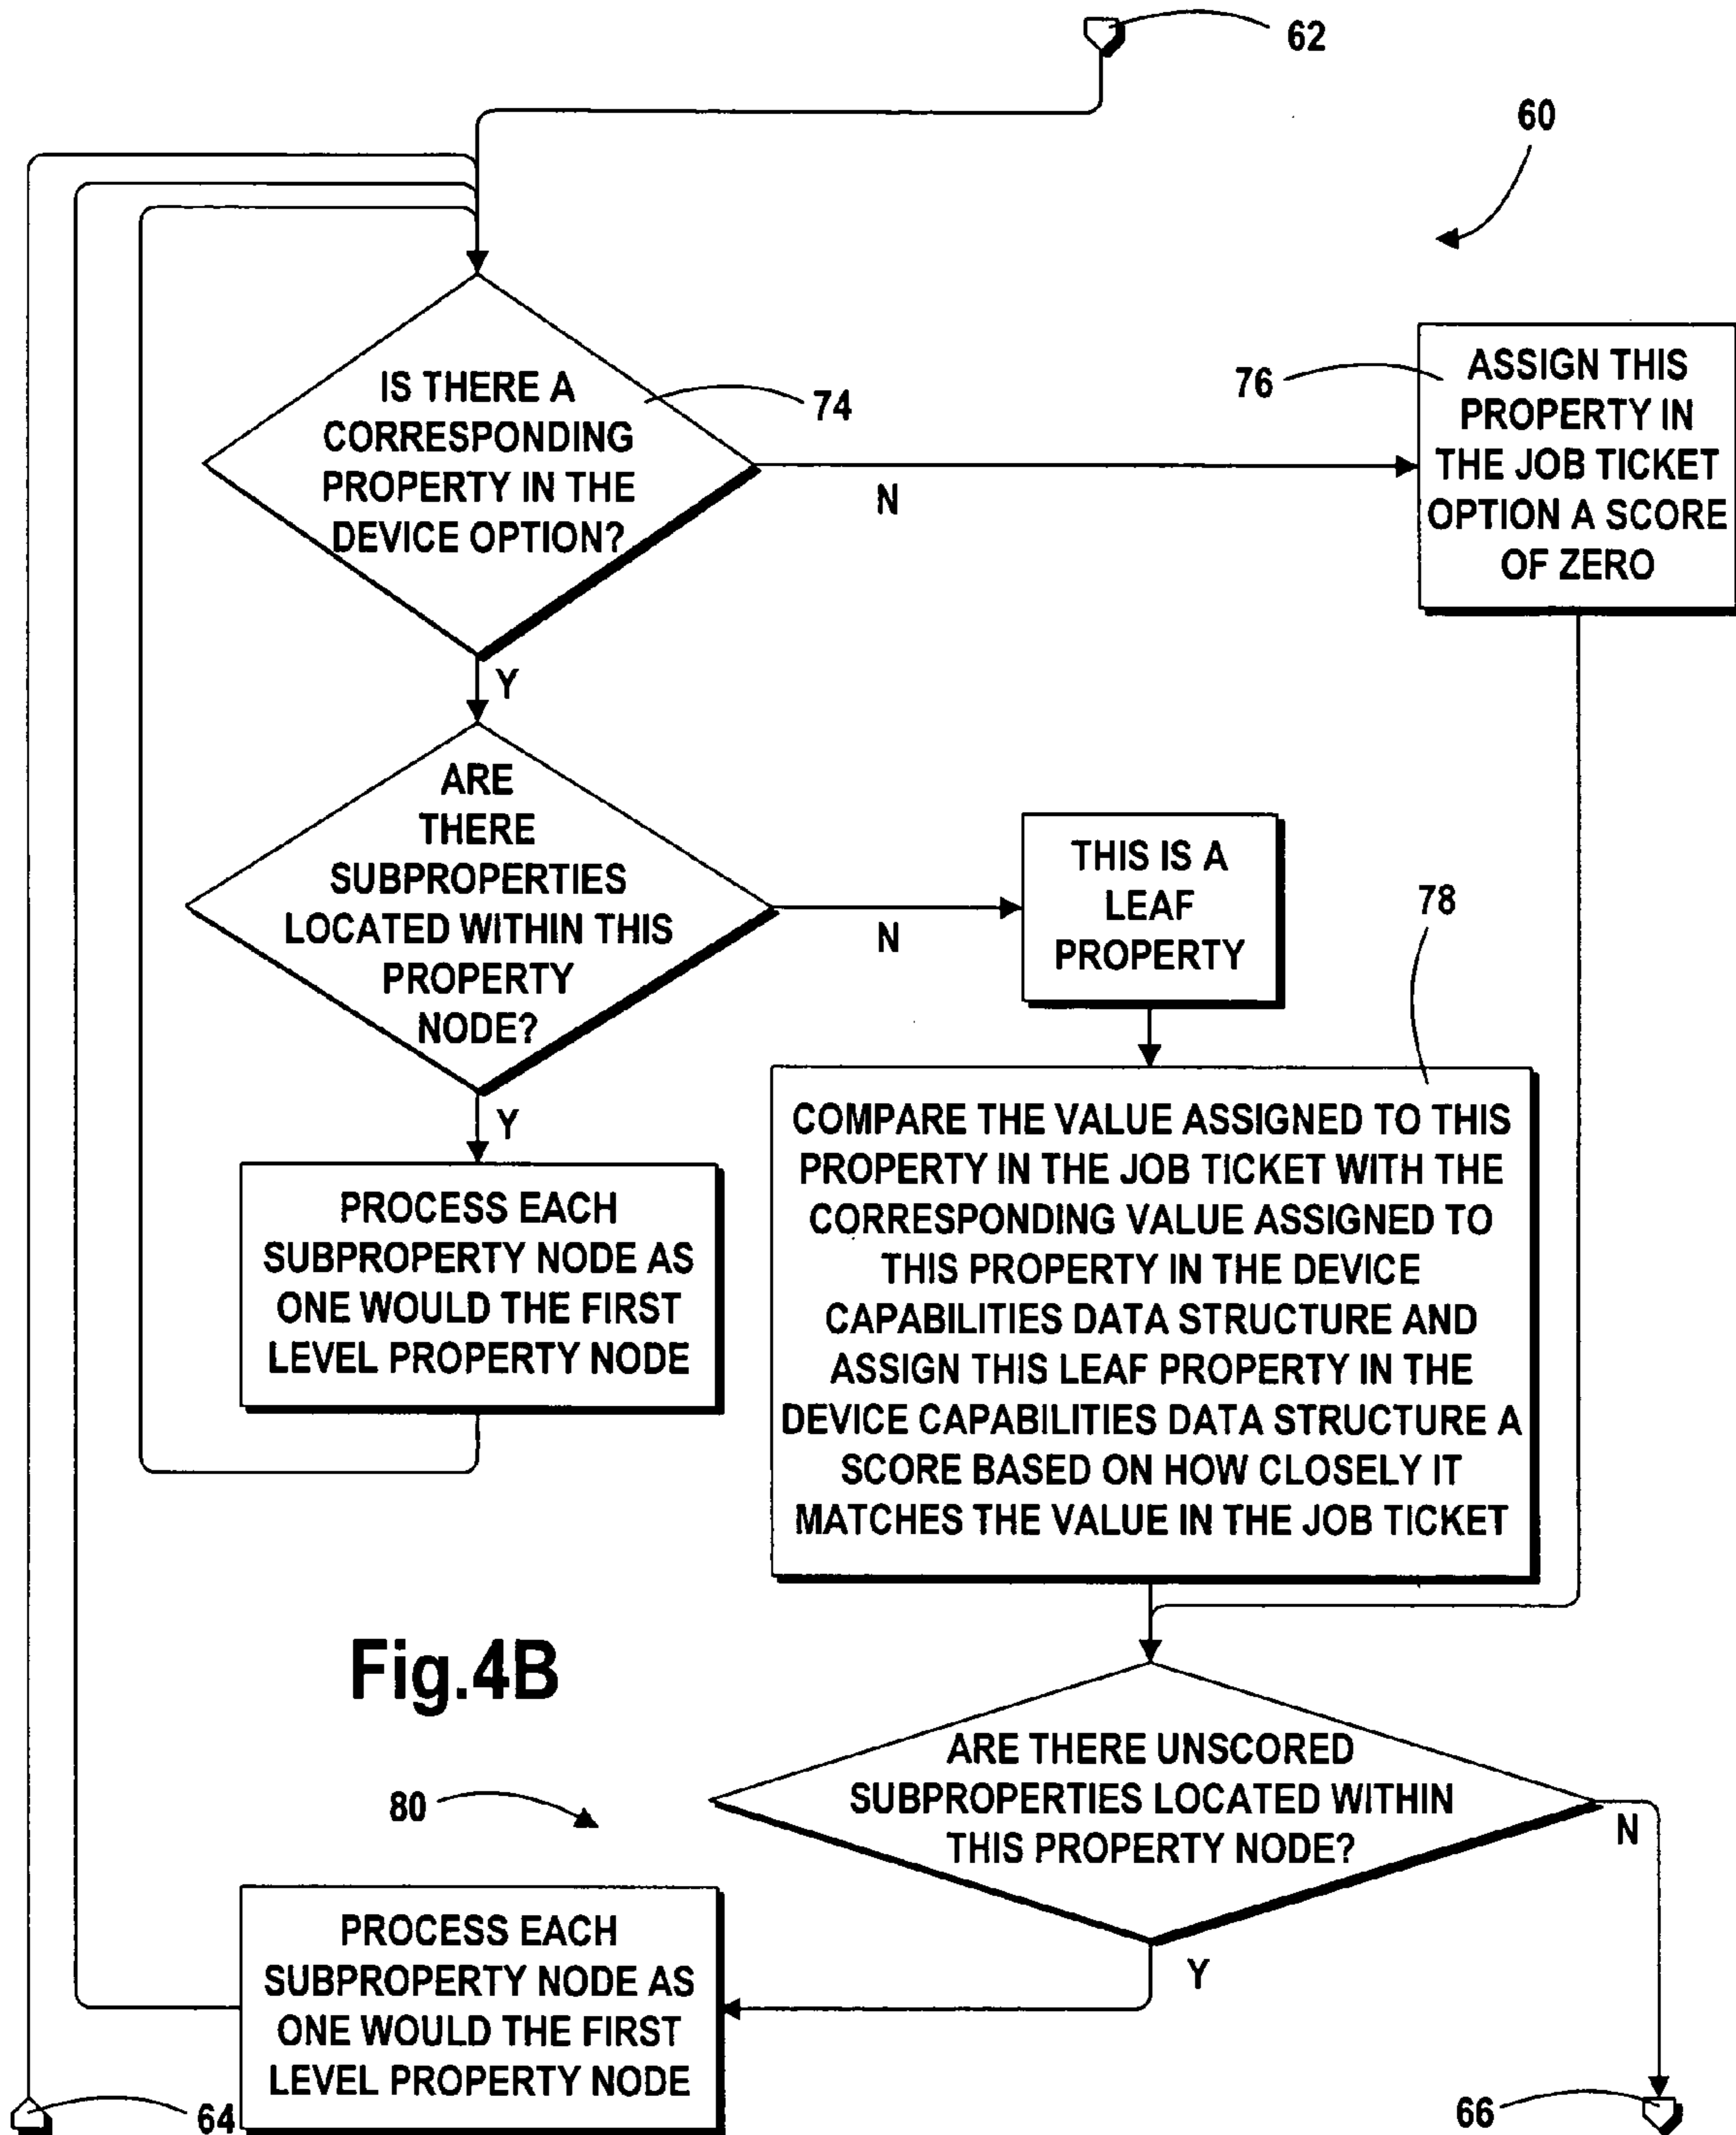 62
60
IS THERE A
CORRESPONDING
PROPERTY IN THE
DEVICE OPTION?
74
N
76
ASSIGN THIS
PROPERTY IN
THE JOB TICKET
OPTION A SCORE
OF ZERO
Y
ARE
THERE
SUBPROPERTIES
LOCATED WITHIN THIS
PROPERTY
NODE?
N
THIS IS A
LEAF
PROPERTY
78
Y
PROCESS EACH
SUBPROPERTY NODE AS
ONE WOULD THE FIRST
LEVEL PROPERTY NODE
COMPARE THE VALUE ASSIGNED TO THIS
PROPERTY IN THE JOB TICKET WITH THE
CORRESPONDING VALUE ASSIGNED TO
THIS PROPERTY IN THE DEVICE
CAPABILITIES DATA STRUCTURE AND
ASSIGN THIS LEAF PROPERTY IN THE
DEVICE CAPABILITIES DATA STRUCTURE A
SCORE BASED ON HOW CLOSELY IT
MATCHES THE VALUE IN THE JOB TICKET
Fig.4B
80
ARE THERE UNSCORED
SUBPROPERTIES LOCATED WITHIN
THIS PROPERTY NODE?
N
Y
PROCESS EACH
SUBPROPERTY NODE AS
ONE WOULD THE FIRST
LEVEL PROPERTY NODE
64
66